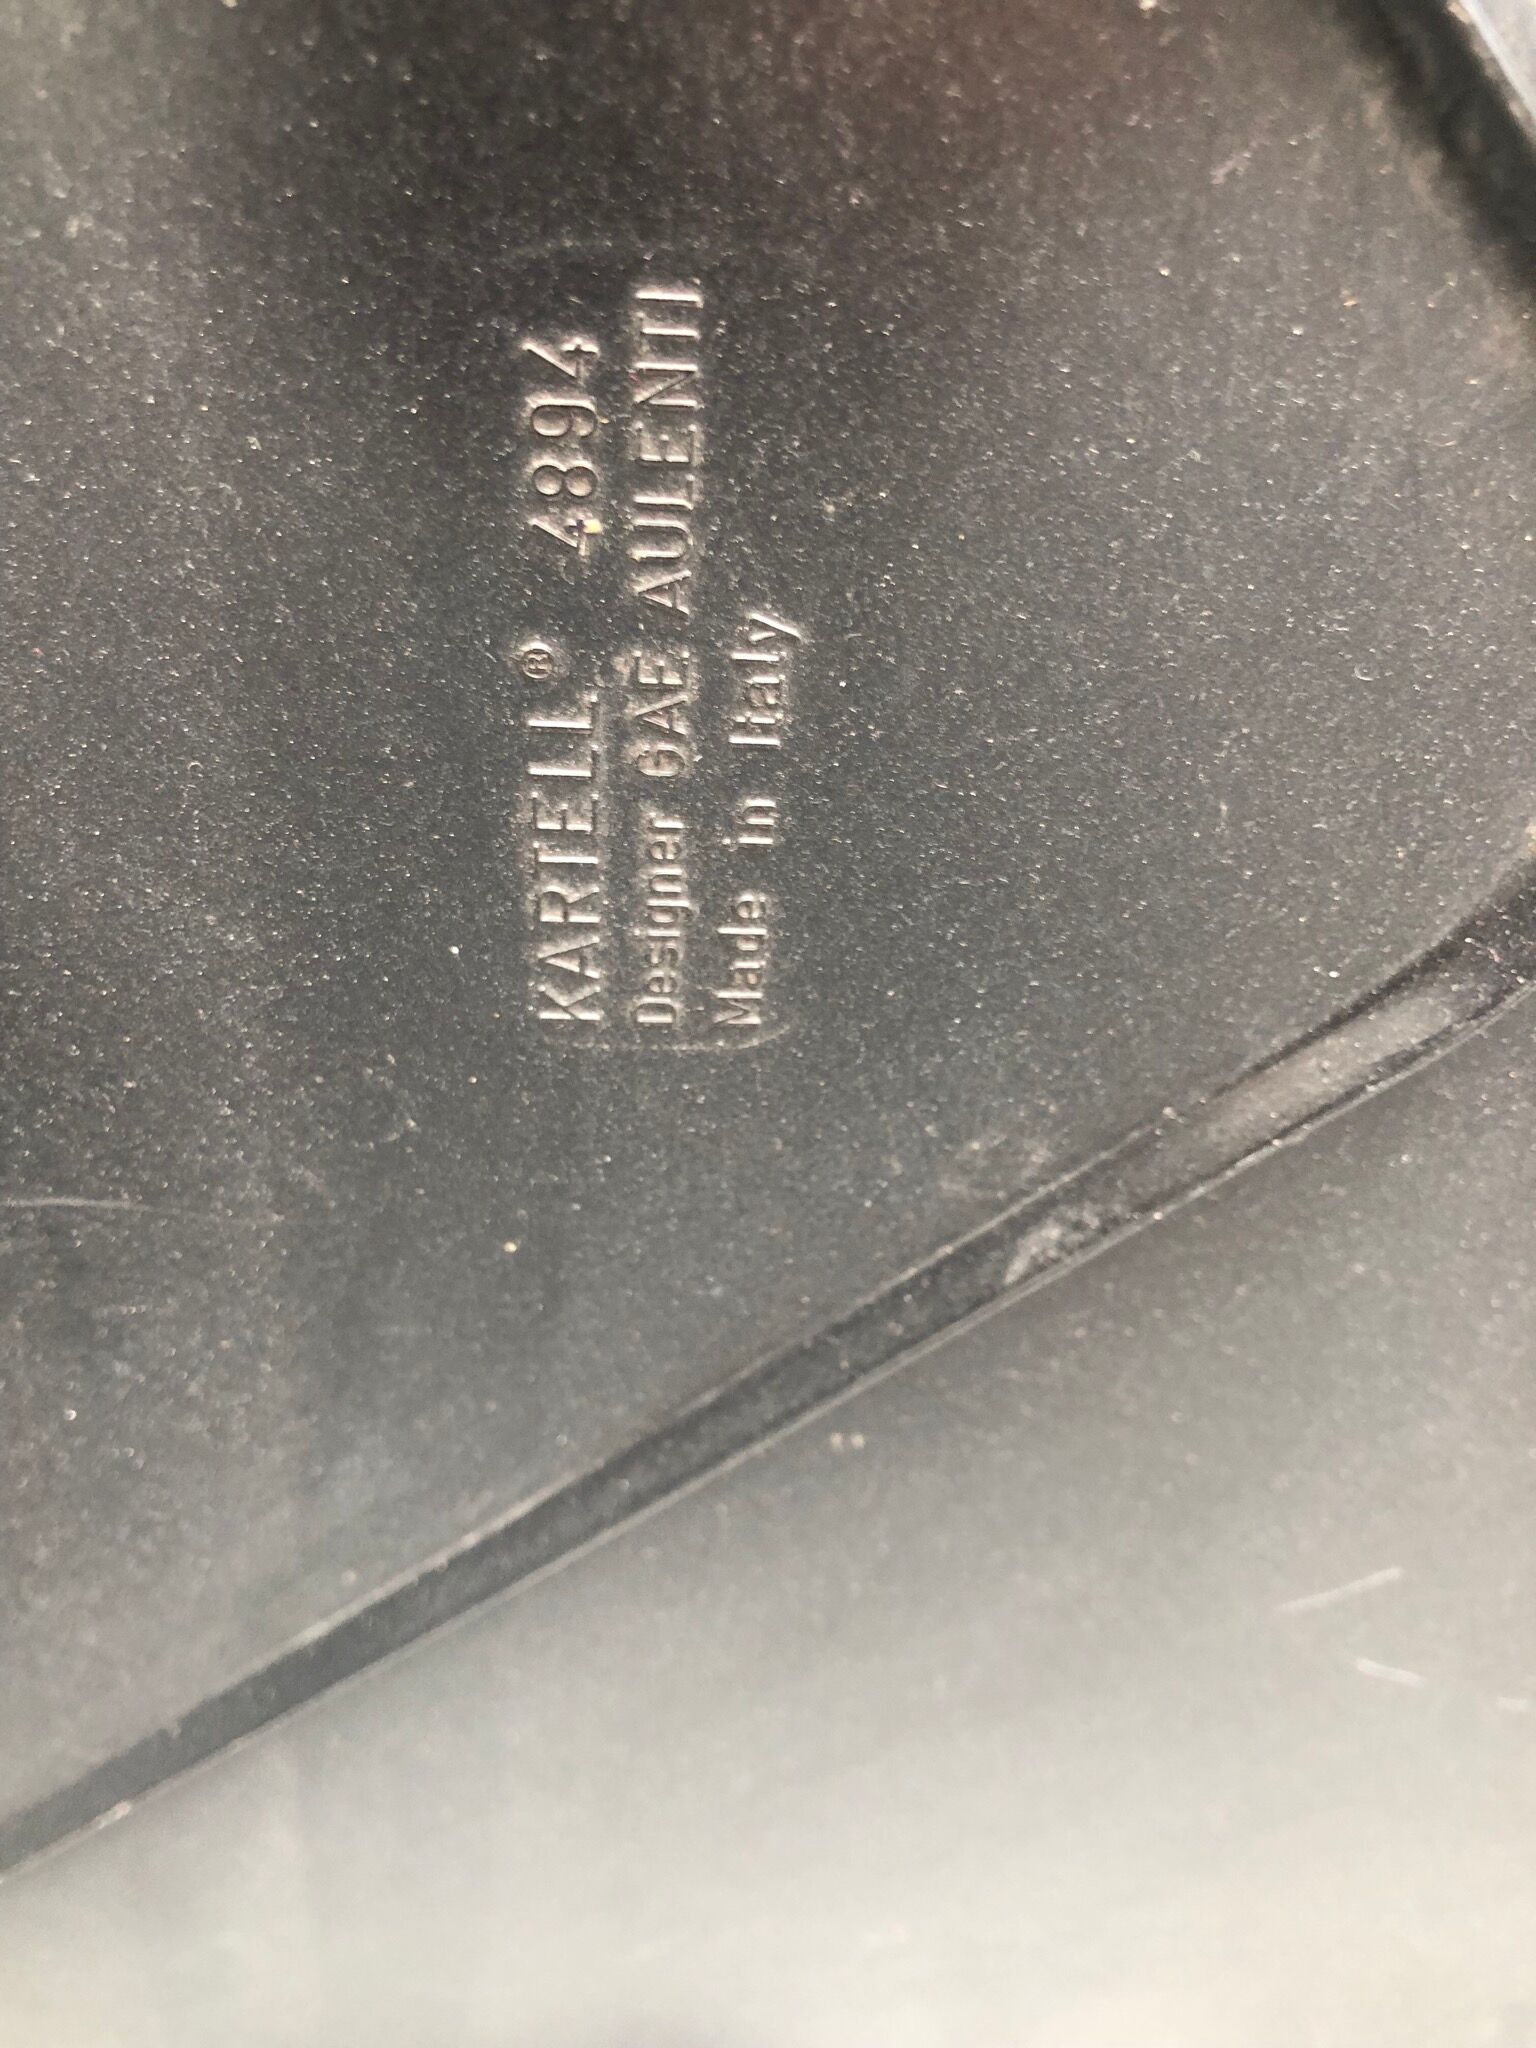 KARTELL® 4894
Designer GAE AULENTI
Made in Italy